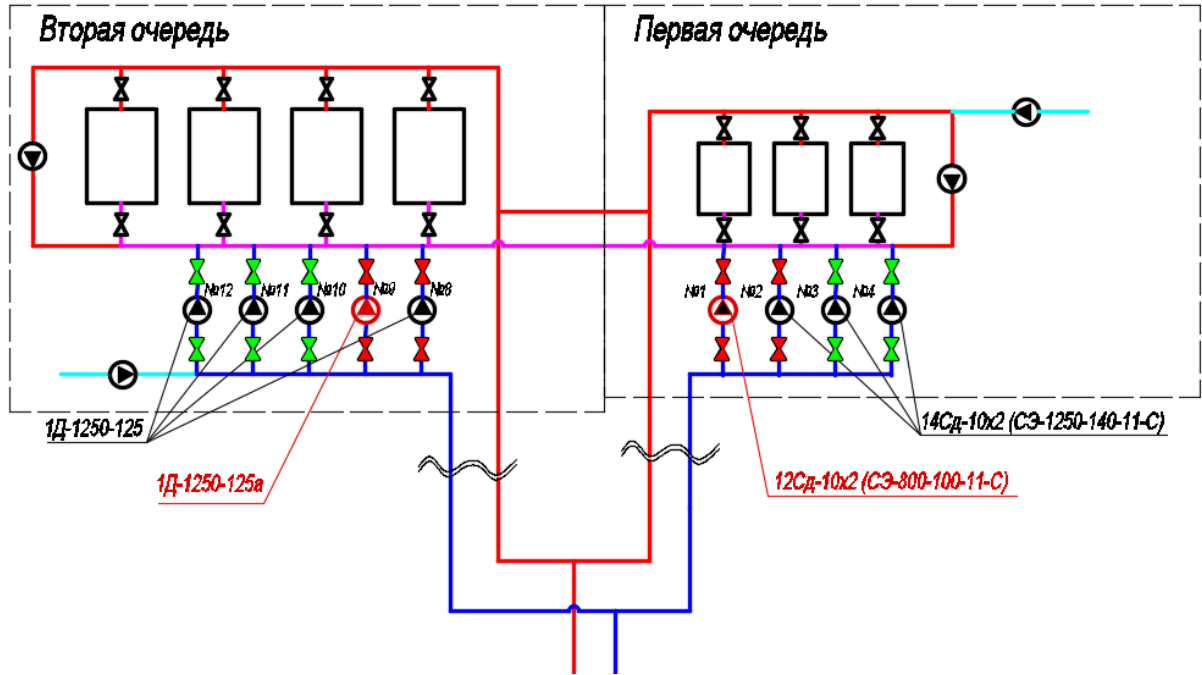 Вторая очередь
Первая очередь
№12
№11
№10
№9
№8
№1
№2
№3
№4
1Д-1250-125
1Д-1250-125а
14Сд-10х2 (СЭ-1250-140-11-С)
12Сд-10х2 (СЭ-800-100-11-С)